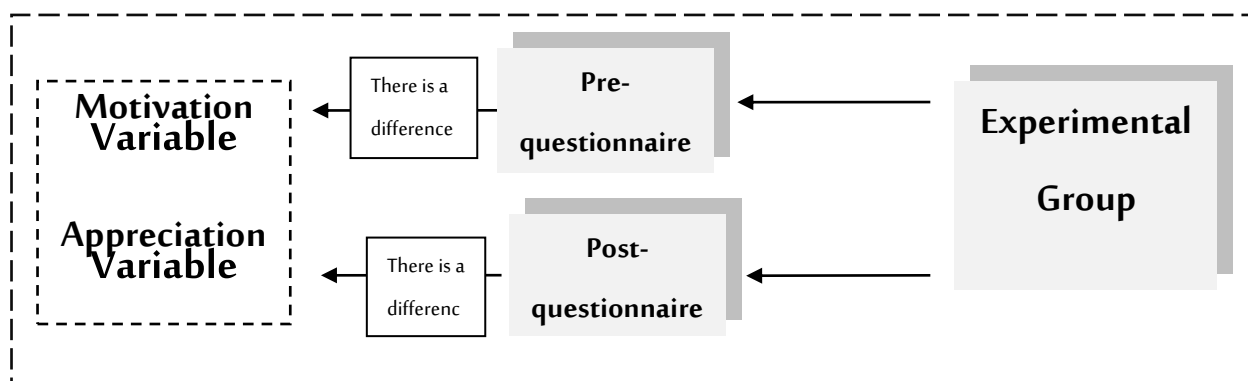 Motivation
Variable
Appreciation
Variable
There is a
difference
Pre-
questionnaire
There is a
differenc
Post-
questionnaire
Experimental
Group